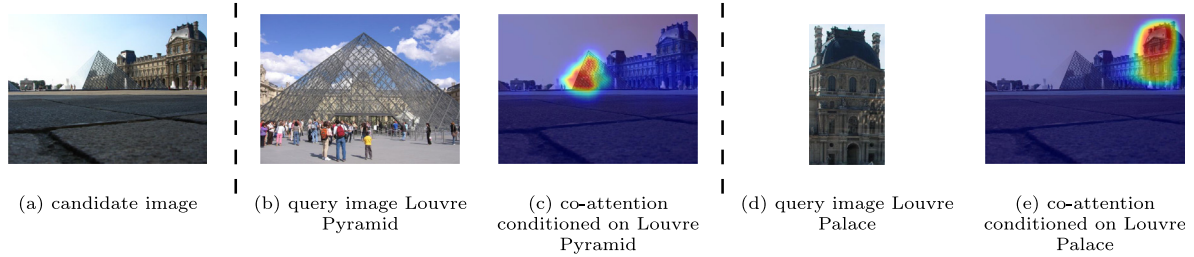 (a) candidate image
(b) query image Louvre
Pyramid
(c) co-attention
conditioned on Louvre
Pyramid
(d) query image Louvre
Palace
(e) co-attention
conditioned on Louvre
Palace